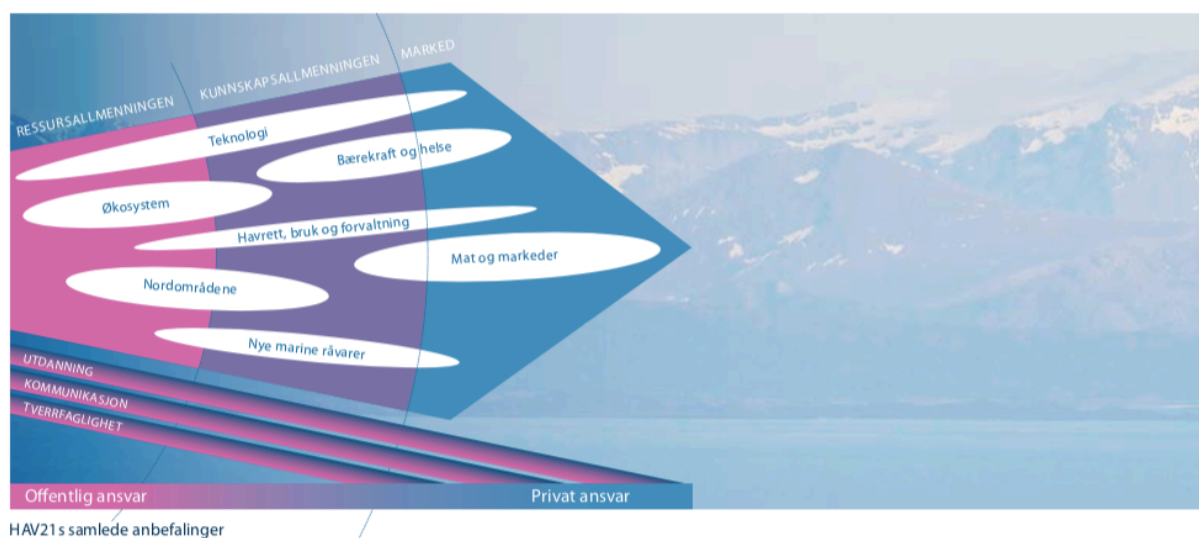 RESSURSALLMENNINGEN
KUNNSKAPSALLMENNINGEN
MARKED
Teknologi
Bærekraft og helse
Økosystem
Havrett, bruk og forvaltning
Mat og markeder
Nordområdene
Nye marine råvarer
UTDANNING
KOMMUNIKASJON
TVERRFAGLIGHET
Offentlig ansvar
Privat ansvar
HAV21s samlede anbefalinger